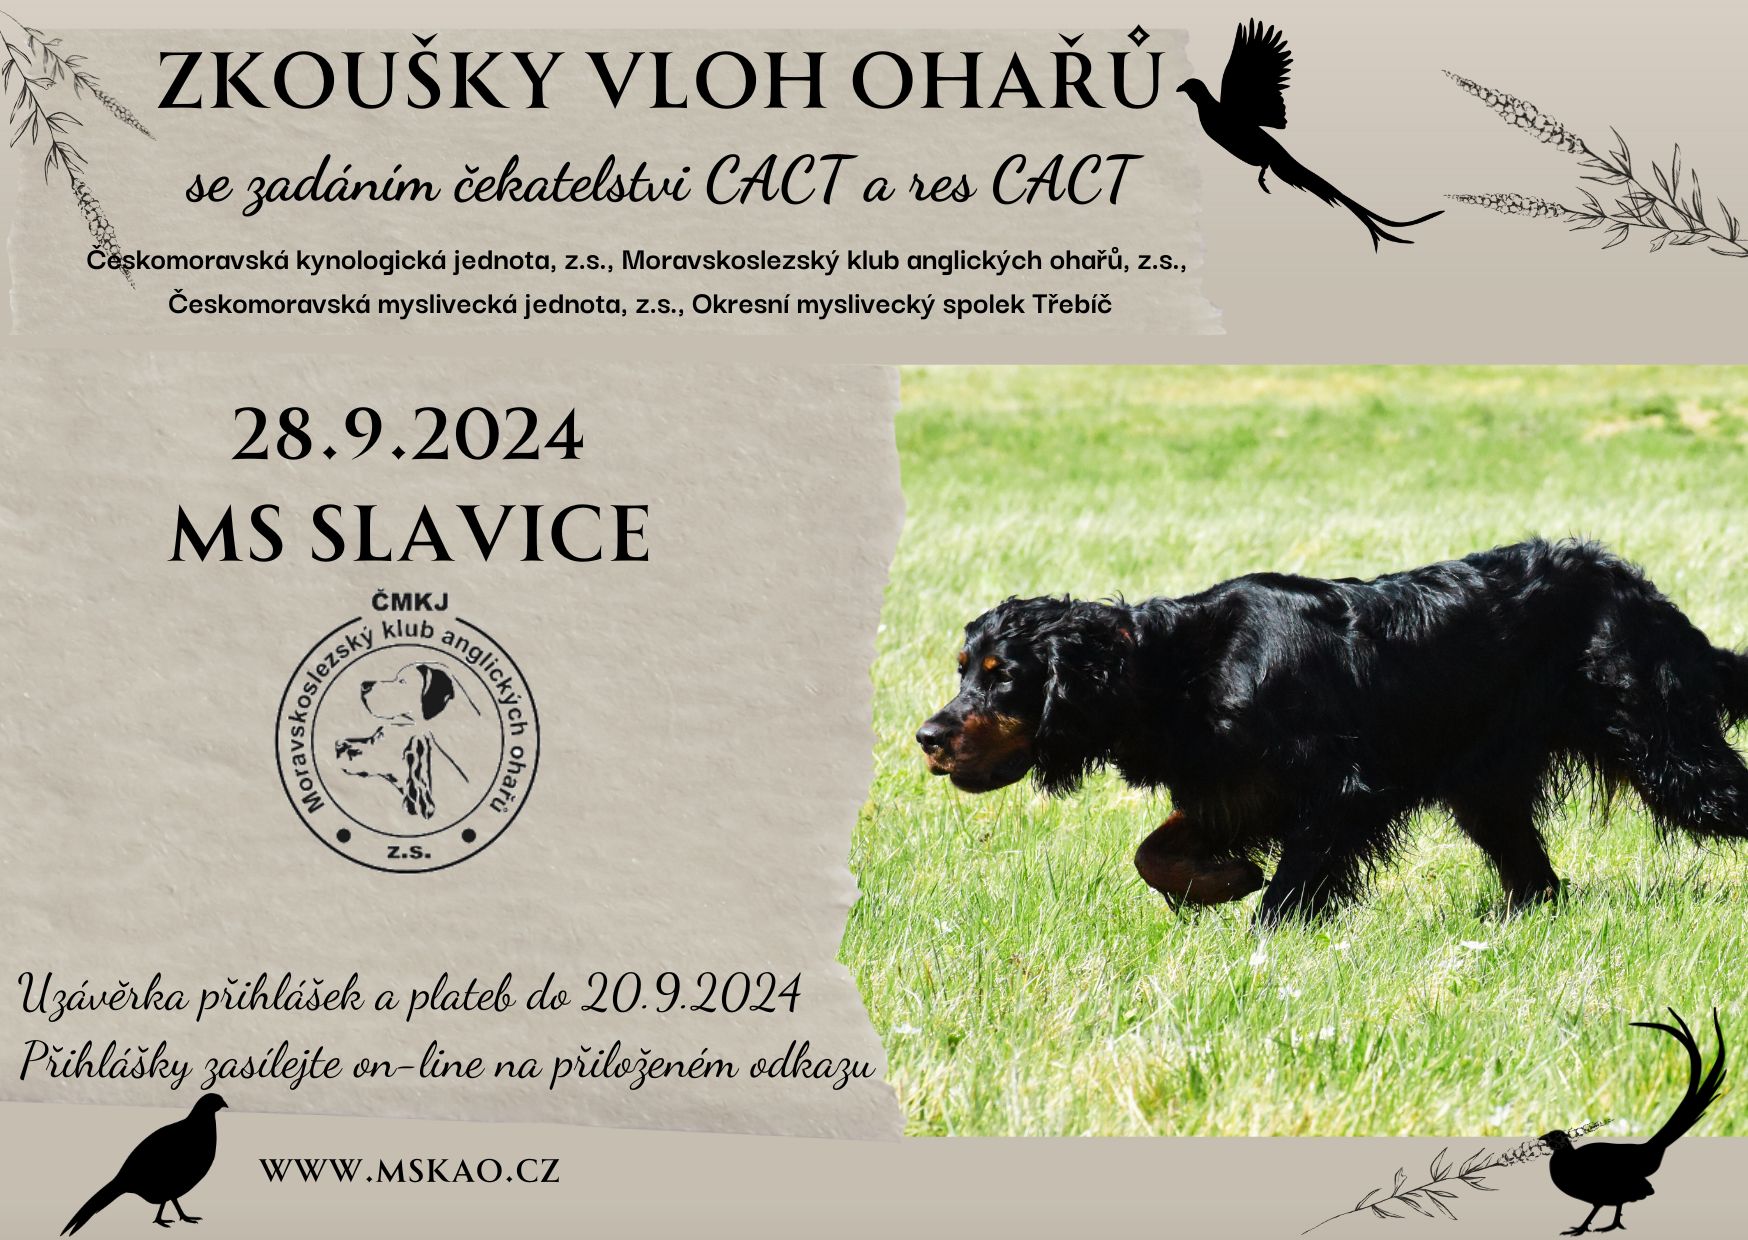 ZKOUŠKY VLOH OHAŘŮ
se zadáním čekatelstvi CACT a res CACT
Českomoravská kynologická jednota, z.s., Moravskoslezský klub anglických ohařů, z.s.,
Českomoravská myslivecká jednota, z.s., Okresní myslivecký spolek Třebíč
28.9.2024
MS SLAVICE
ČMKJ
Moravskoslezský klub anglických ohařů
z.s.
Uzávěrka přihlášek a plateb do 20.9.2024
Přihlášky zasílejte on-line na přiloženém odkazu
WWW.MSKAO.CZ